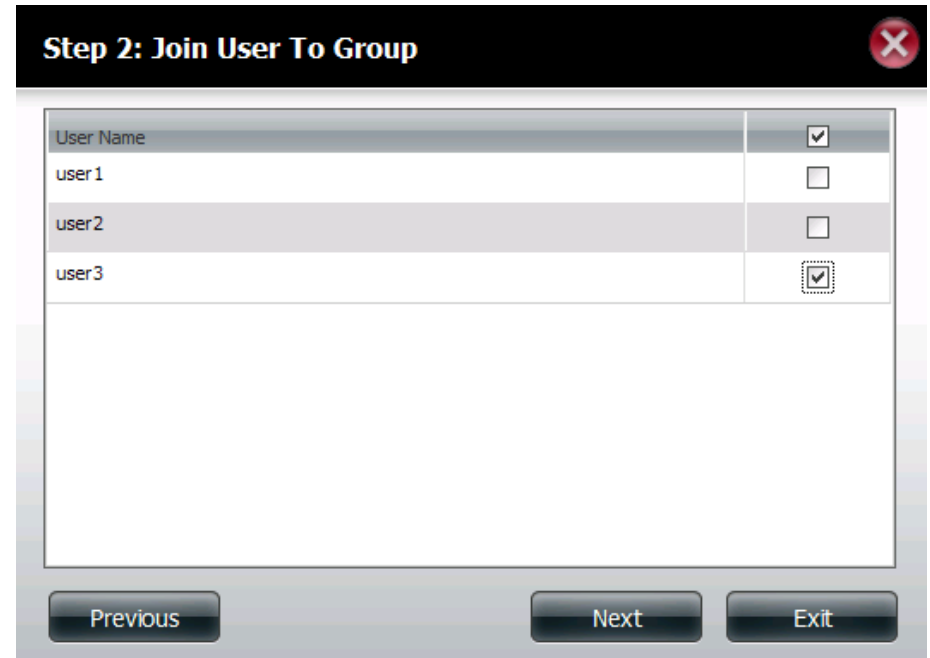 Step 2: Join User To Group
User Name
user1
user2
user3
Previous Next Exit